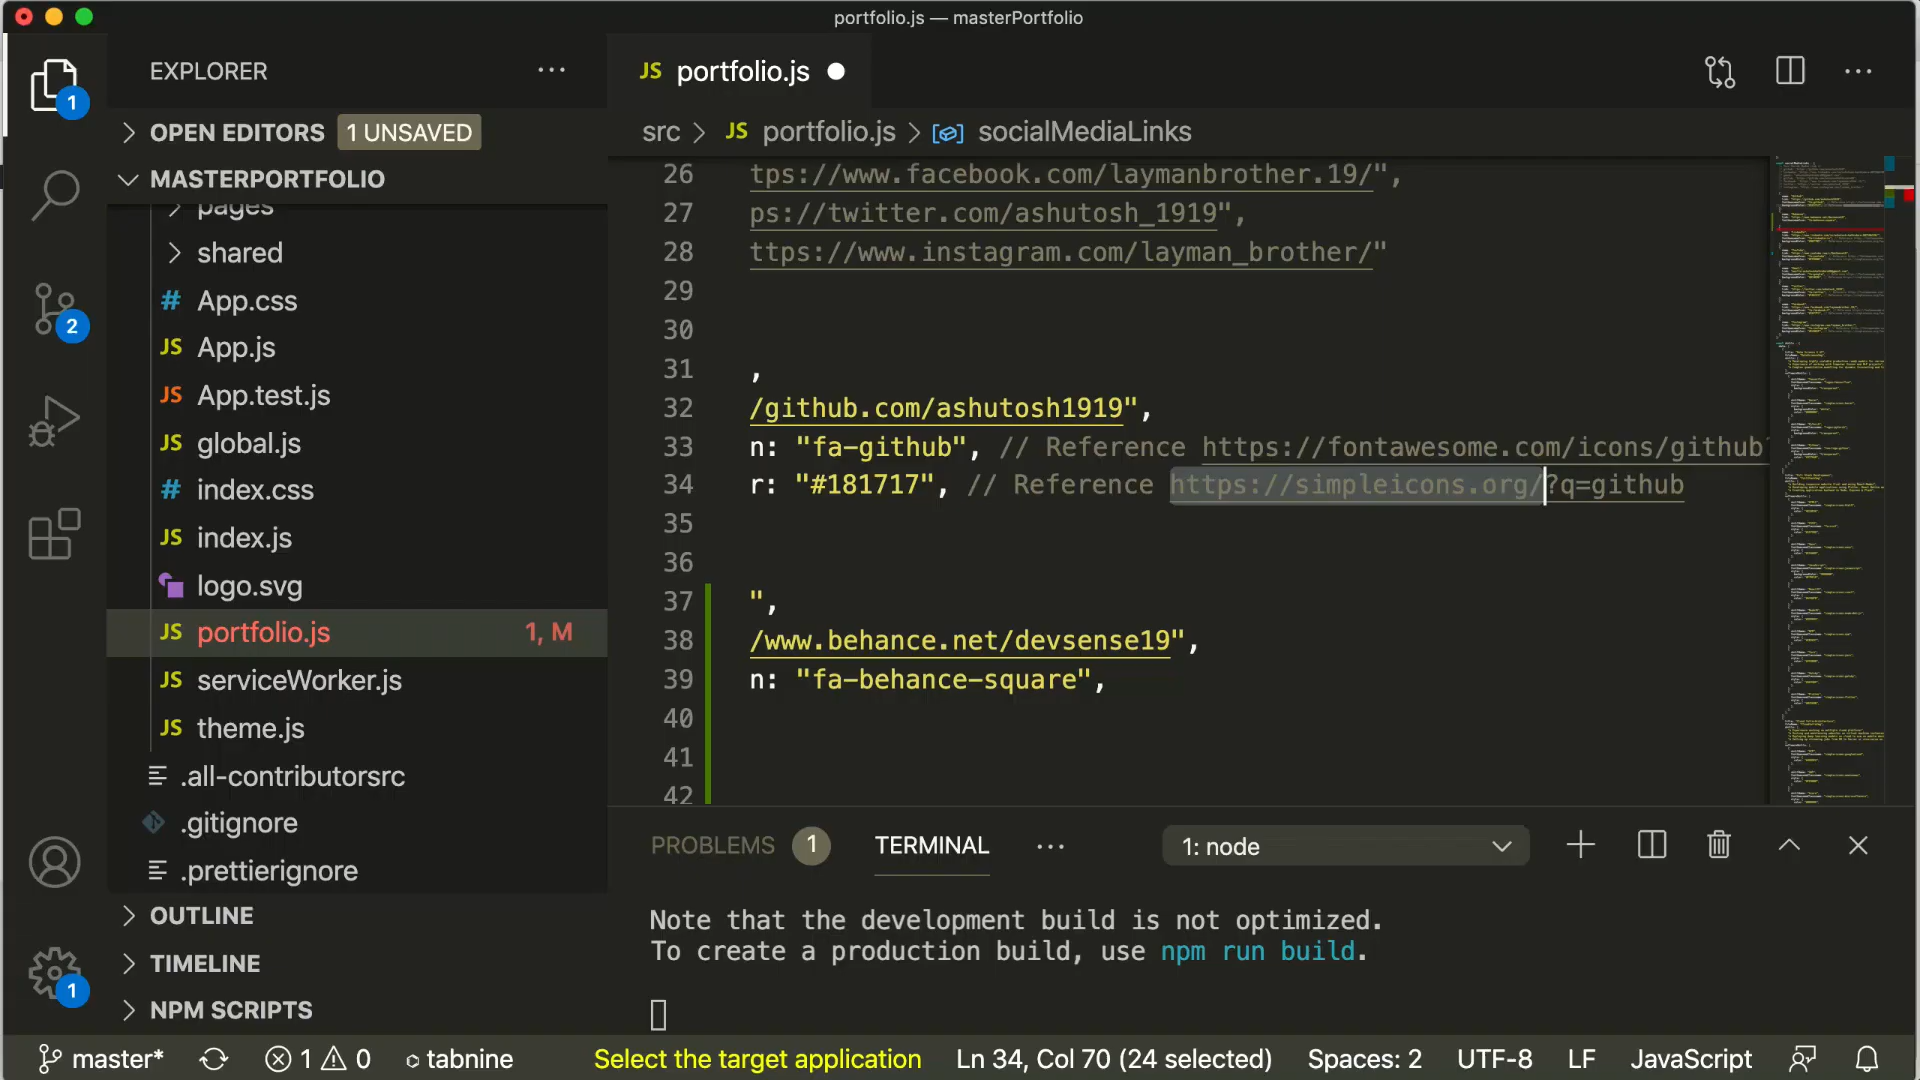 portfolio.js — masterPortfolio
EXPLORER
JS portfolio.js
1
OPEN EDITORS 1 UNSAVED
src > JS portfolio.js > socialMediaLinks
MASTERPORTFOLIO
pages
shared
# App.css
JS App.js
JS App.test.js
JS global.js
# index.css
JS index.js
logo.svg
JS portfolio.js 1, M
JS serviceWorker.js
JS theme.js
.all-contributorsrc
.gitignore
.prettierignore
OUTLINE
TIMELINE
NPM SCRIPTS
2
1
26 tps://www.facebook.com/laymanbrother.19/",
27 ps://twitter.com/ashutosh_1919",
28 ttps://www.instagram.com/layman_brother/"
29
30
31 ,
32 /github.com/ashutosh1919",
33 n: "fa-github", // Reference https://fontawesome.com/icons/github?
34 r: "#181717", // Reference https://simpleicons.org/?q=github
35
36
37 ",
38 /www.behance.net/devsense19",
39 n: "fa-behance-square",
40
41
42
PROBLEMS 1 TERMINAL 1: node
Note that the development build is not optimized.
To create a production build, use npm run build.
master* 1 0 tabnine Select the target application Ln 34, Col 70 (24 selected) Spaces: 2 UTF-8 LF JavaScript